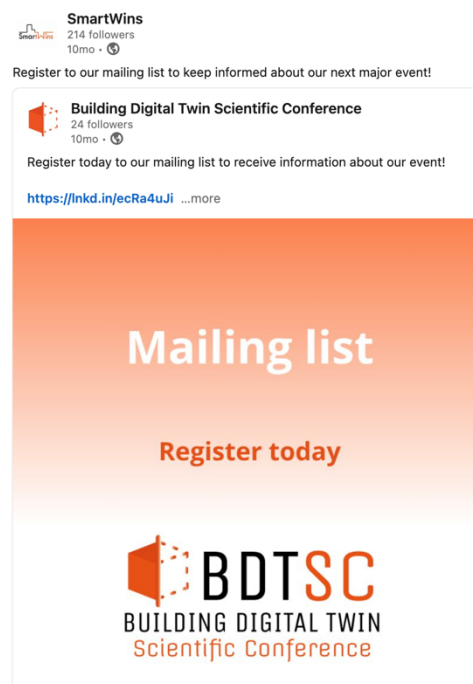 SmartWins
SmartWins
214 followers
10mo •
Register to our mailing list to keep informed about our next major event!
Building Digital Twin Scientific Conference
24 followers
10mo •
Register today to our mailing list to receive information about our event!
https://lnkd.in/ecRa4uJi ...more
Mailing list
Register today
BDTSC
BUILDING DIGITAL TWIN
Scientific Conference